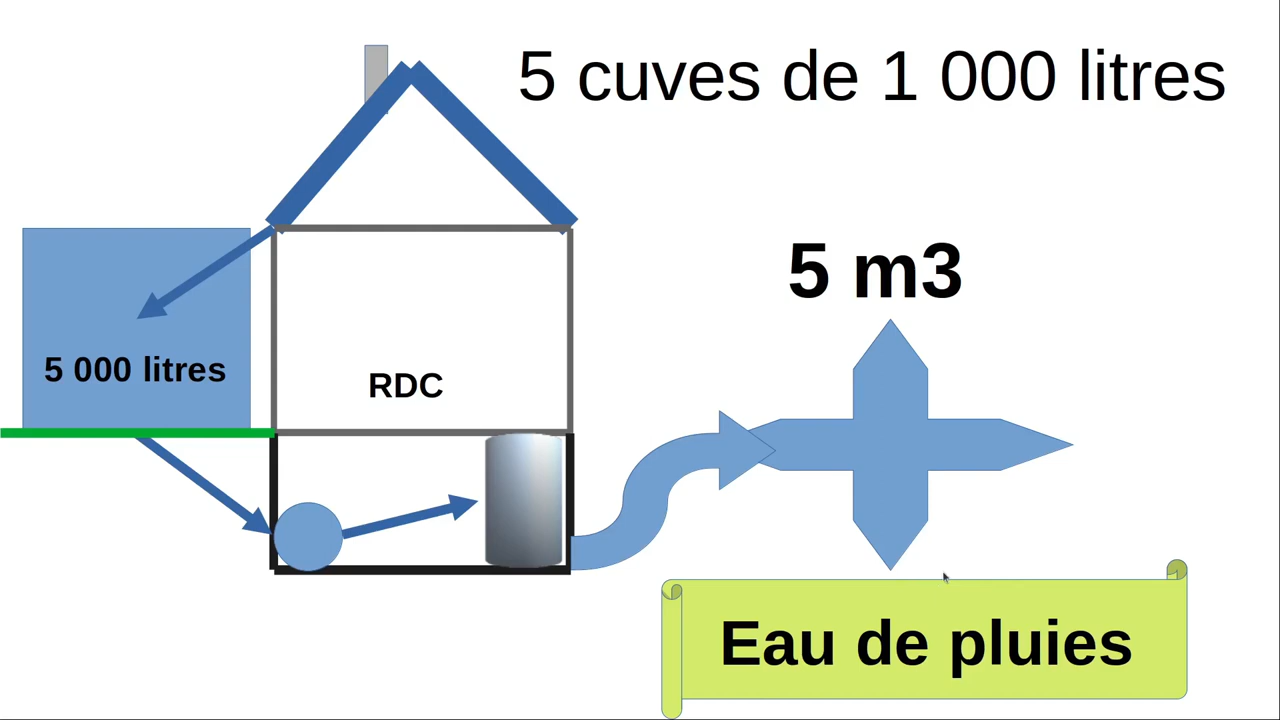 5 cuves de 1 000 litres
5 m3
5 000 litres
RDC
Eau de pluies